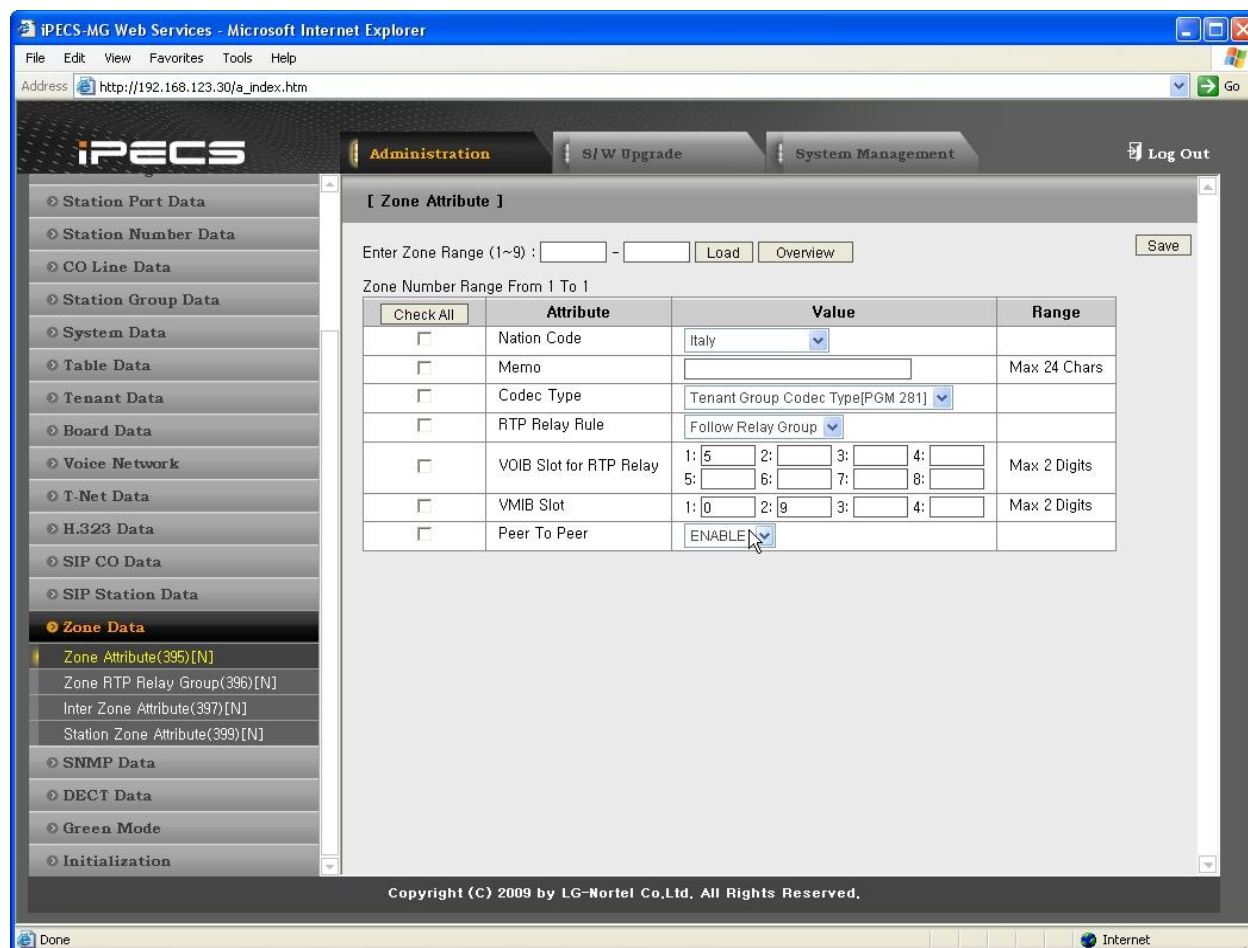 iPECS-MG Web Services - Microsoft Internet Explorer
File Edit View Favorites Tools Help
Address http://192.168.123.30/a_index.htm Go
iPECS
Administration S/W Upgrade System Management Log Out
Station Port Data
Station Number Data
CO Line Data
Station Group Data
System Data
Table Data
Tenant Data
Board Data
Voice Network
T-Net Data
H.323 Data
SIP CO Data
SIP Station Data
Zone Data
Zone Attribute(395)[N]
Zone RTP Relay Group(396)[N]
Inter Zone Attribute(397)[N]
Station Zone Attribute(399)[N]
SNMP Data
DECT Data
Green Mode
Initialization
[ Zone Attribute ]
Enter Zone Range (1~9) : - Load Overview Save
Zone Number Range From 1 To 1
Check All Attribute Value Range
Nation Code Italy
Memo Max 24 Chars
Codec Type Tenant Group Codec Type[PGM 281]
RTP Relay Rule Follow Relay Group
VOIB Slot for RTP Relay 1: 5 2: 3: 4: Max 2 Digits
5: 6: 7: 8:
VMIB Slot 1: 0 2: 9 3: 4: Max 2 Digits
Peer To Peer ENABLE
Copyright (C) 2009 by LG-Nortel Co,Ltd, All Rights Reserved,
Done Internet